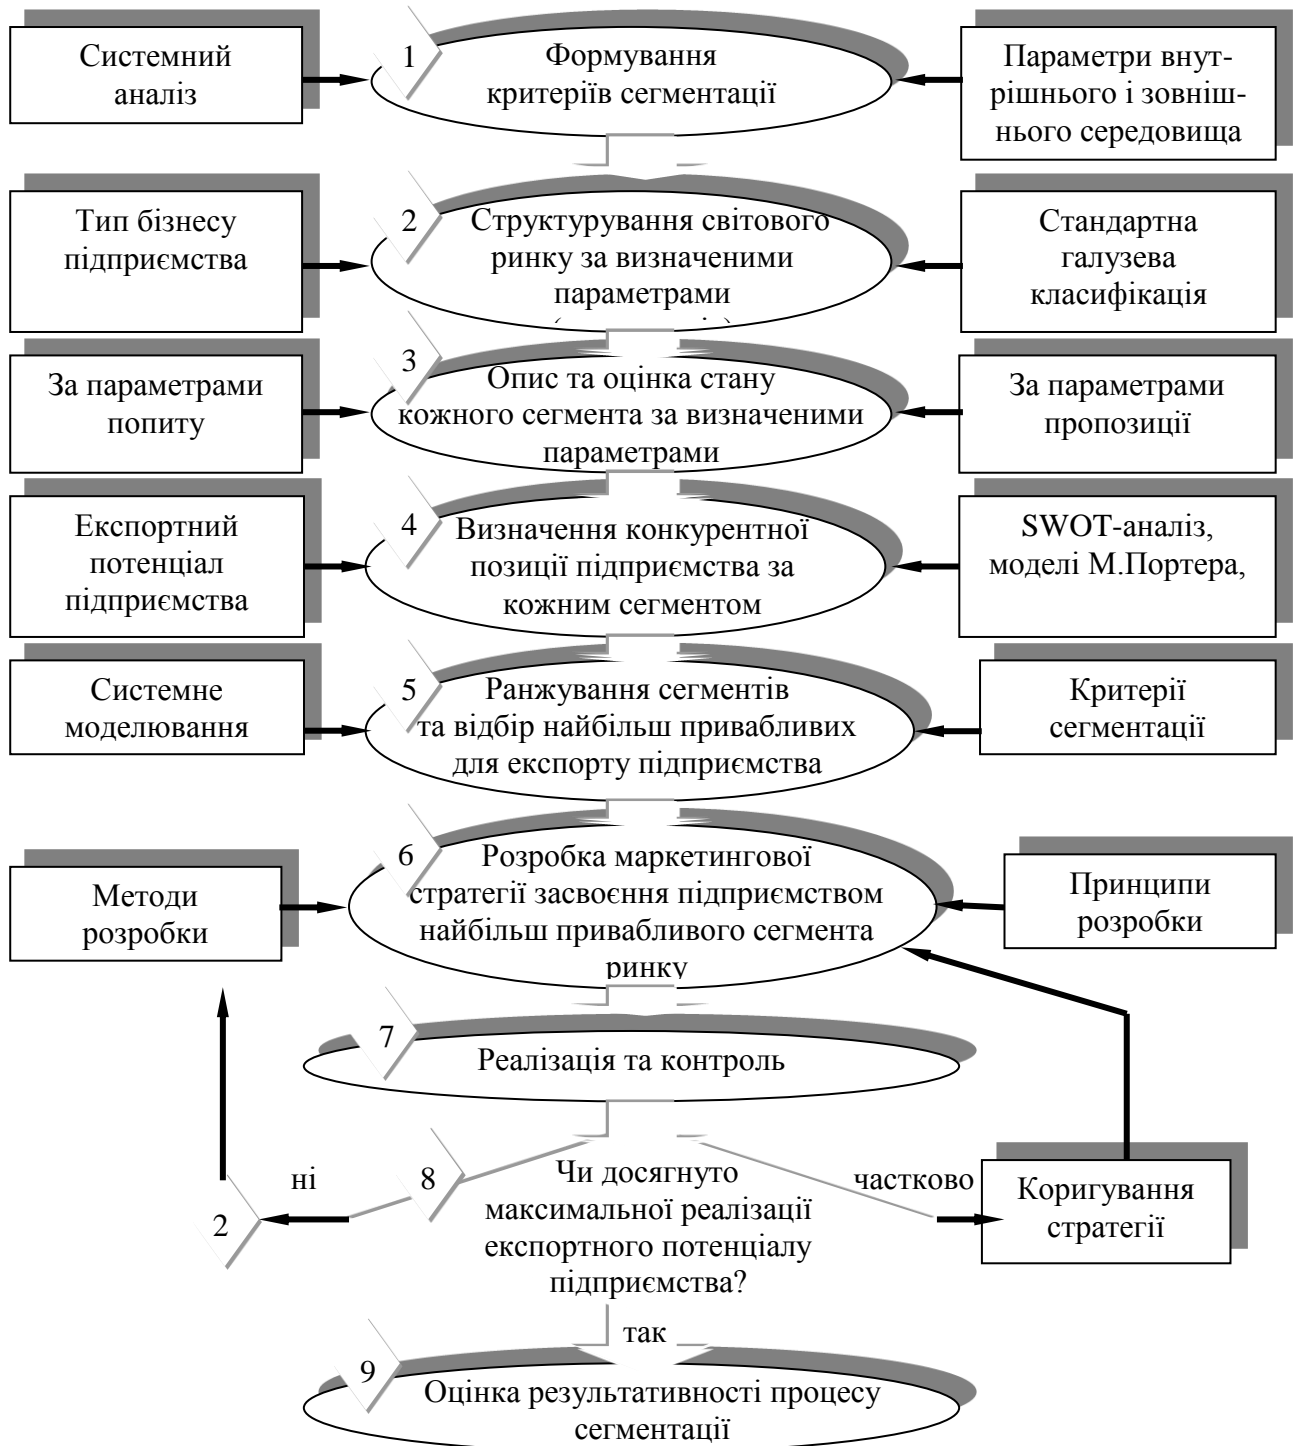 Системний
аналіз
1
Формування
критеріїв сегментації
Параметри внут-
рішнього і зовніш-
нього середовища
Тип бізнесу
підприємства
2
Структурування світового
ринку за визначеними
параметрами
Стандартна
галузева
класифікація
За параметрами
попиту
3
Опис та оцінка стану
кожного сегмента за визначеними
параметрами
За параметрами
пропозиції
Експортний
потенціал
підприємства
4
Визначення конкурентної
позиції підприємства за
кожним сегментом
SWOT-аналіз,
моделі М.Портера,
Системне
моделювання
5
Ранжування сегментів
та відбір найбільш привабливих
для експорту підприємства
Критерії
сегментації
Методи
розробки
6
Розробка маркетингової
стратегії засвоєння підприємством
найбільш привабливого сегмента
ринку
Принципи
розробки
7
Реалізація та контроль
2
ні
8
Чи досягнуто
максимальної реалізації
експортного потенціалу
підприємства?
частково
Коригування
стратегії
так
9
Оцінка результативності процесу
сегментації